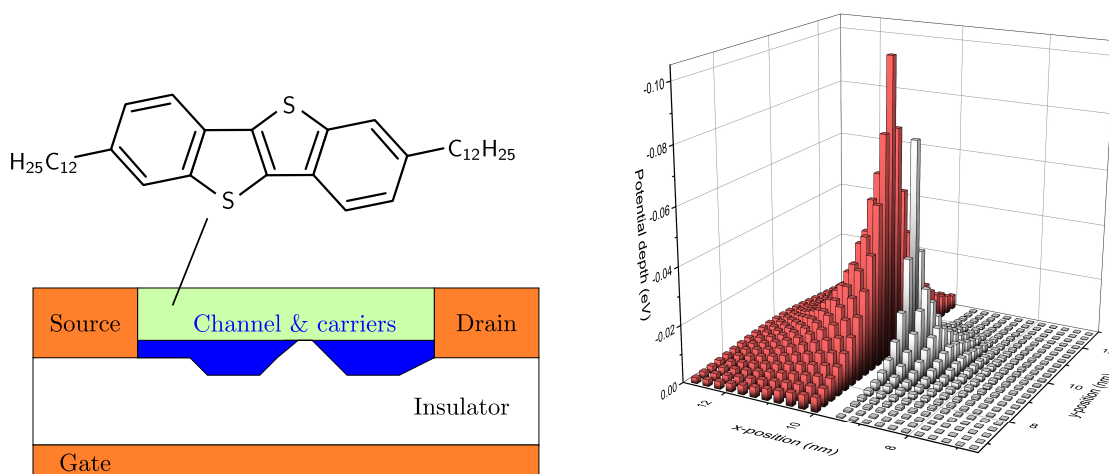 S
H25C12
C12H25
S
Source
Channel & carriers
Drain
Insulator
Gate
-0.10
-0.08
-0.06
-0.04
-0.02
0.00
Potential depth (eV)
12
10
8
x-position (nm)
8
10
y-position (nm)